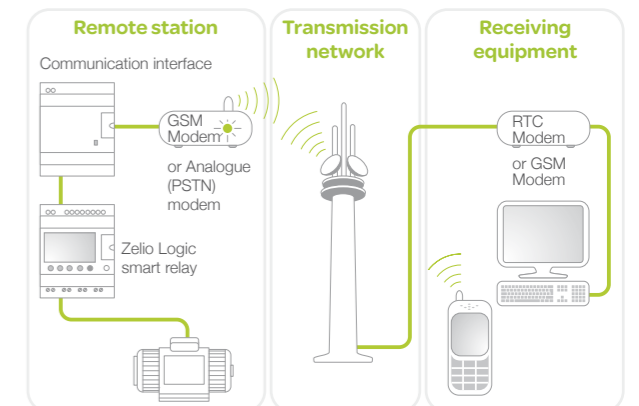 Remote station
Communication interface
GSM
Modem
or Analogue
(PSTN)
modem
Zelio Logic
smart relay
Transmission
network
Receiving
equipment
RTC
Modem
or GSM
Modem